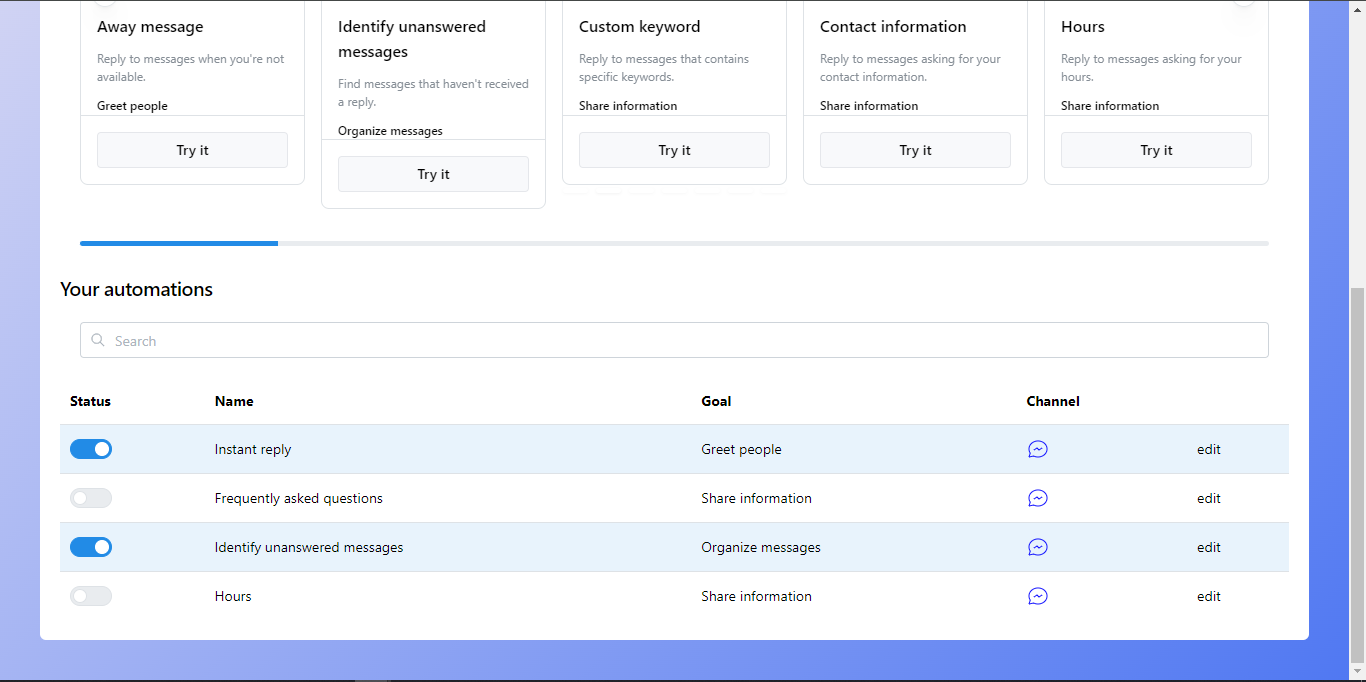 Away message
Reply to messages when you're not
available.
Greet people
Try it
Identify unanswered
messages
Find messages that haven't received
a reply.
Organize messages
Try it
Custom keyword
Reply to messages that contains
specific keywords.
Share information
Try it
Contact information
Reply to messages asking for your
contact information.
Share information
Try it
Hours
Reply to messages asking for your
hours.
Share information
Try it
Your automations
Search
Status Name Goal Channel
Instant reply Greet people edit
Frequently asked questions Share information edit
Identify unanswered messages Organize messages edit
Hours Share information edit